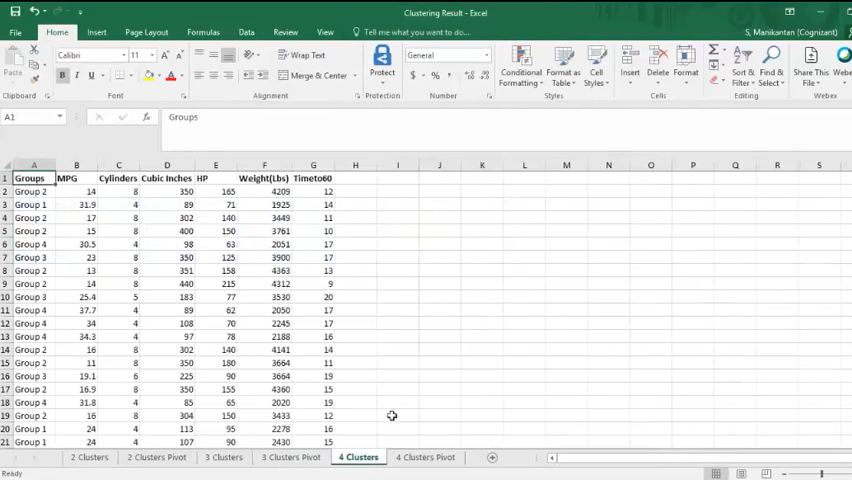 Clustering Result - Excel
S, Manikantan (Cognizant)
File Home Insert Page Layout Formulas Data Review View Tell me what you want to do...
Paste
Calibri 11
B I U
Wrap Text
Merge & Center
General
$ % ,
Protect
Conditional Formatting
Format as Table
Cell Styles
Insert Delete Format
Sort & Filter
Find & Select
Share This File
Webex
Clipboard Font Alignment Protection Number Styles Cells Editing Webex
A1 fx Groups
A B C D E F G H I J K L M N O P Q R S
1 Groups MPG Cylinders Cubic Inches HP Weight(Lbs) Timeto60
2 Group 2 14 8 350 165 4209 12
3 Group 1 31.9 4 89 71 1925 14
4 Group 2 17 8 302 140 3449 11
5 Group 2 15 8 400 150 3761 10
6 Group 4 30.5 4 98 63 2051 17
7 Group 3 23 8 350 125 3900 17
8 Group 2 13 8 351 158 4363 13
9 Group 2 14 8 440 215 4312 9
10 Group 3 25.4 5 183 77 3530 20
11 Group 4 37.7 4 89 62 2050 17
12 Group 4 34 4 108 70 2245 17
13 Group 4 34.3 4 97 78 2188 16
14 Group 2 16 8 302 140 4141 14
15 Group 2 11 8 350 180 3664 11
16 Group 3 19.1 6 225 90 3664 19
17 Group 2 16.9 8 350 155 4360 15
18 Group 4 31.8 4 85 65 2020 19
19 Group 2 16 8 304 150 3433 12
20 Group 1 24 4 113 95 2278 16
21 Group 1 24 4 107 90 2430 15
2 Clusters 2 Clusters Pivot 3 Clusters 3 Clusters Pivot 4 Clusters 4 Clusters Pivot
Ready